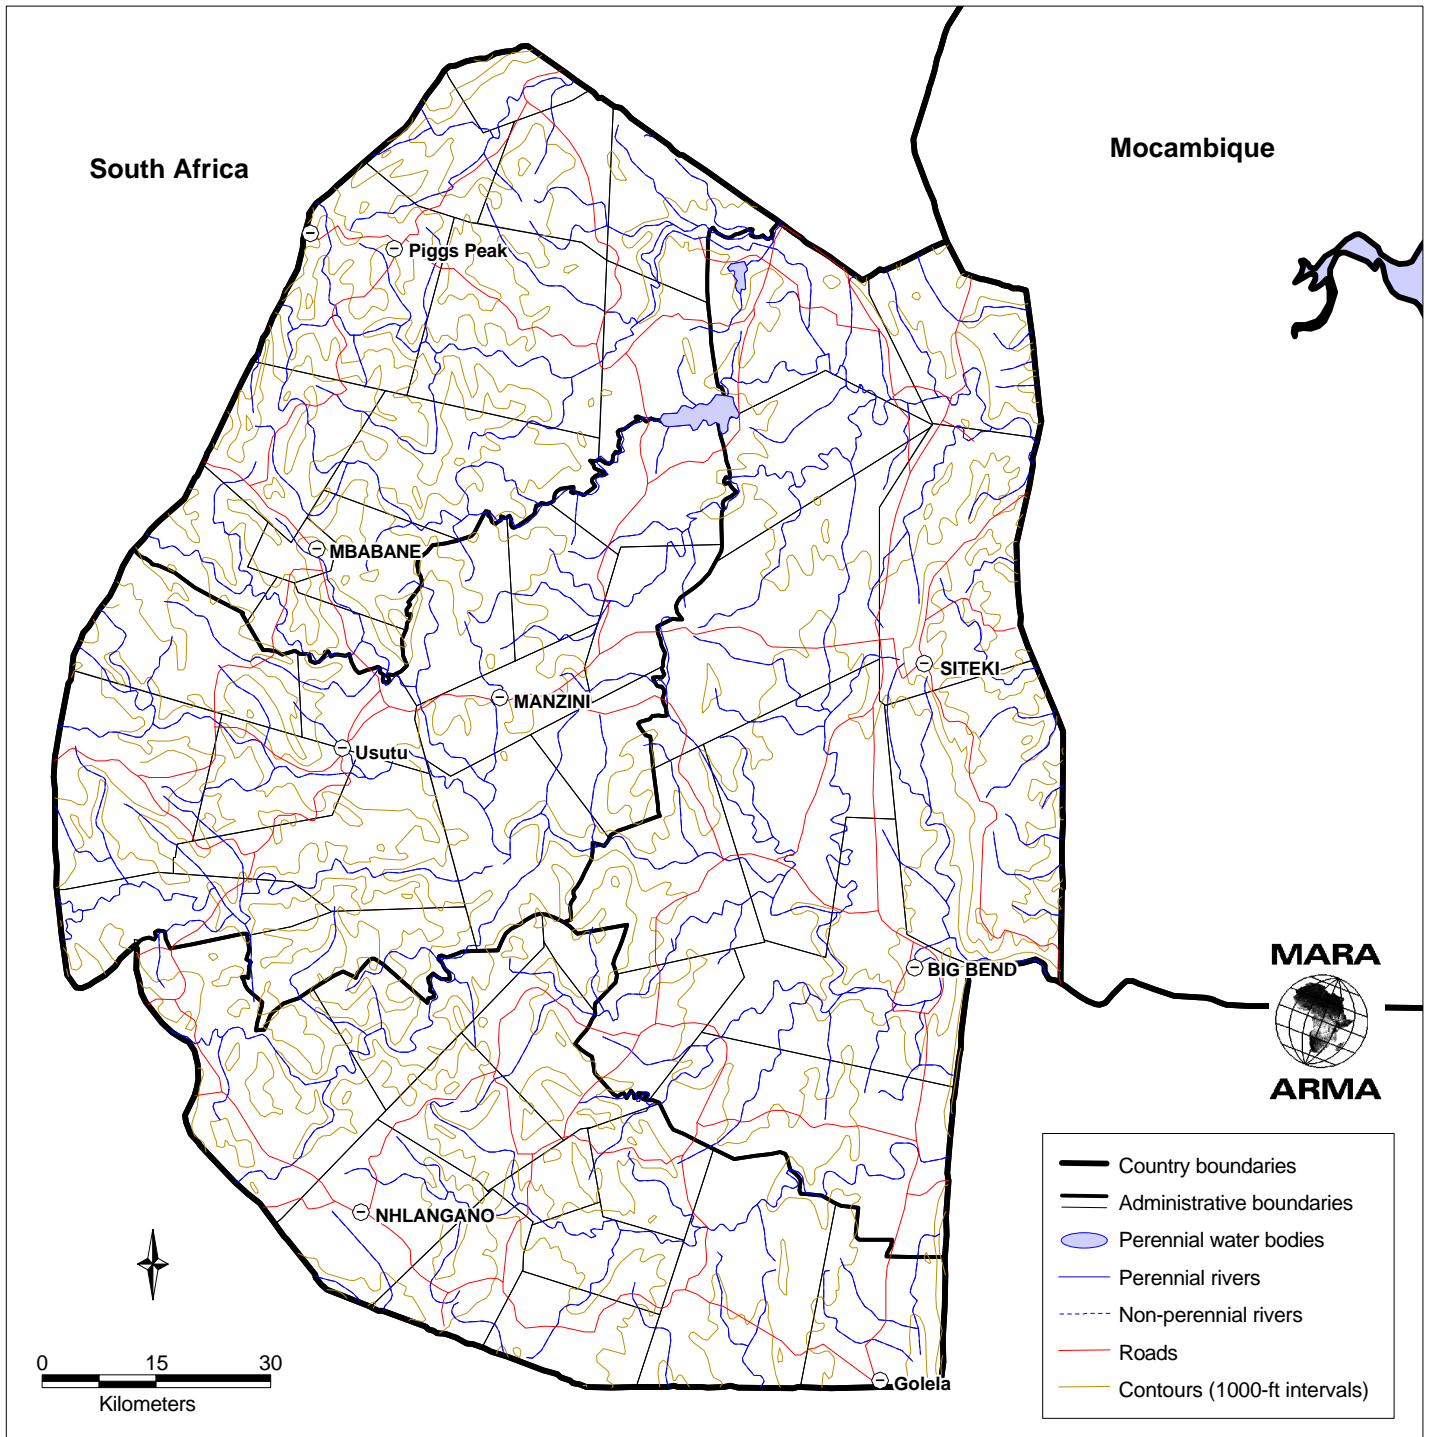 South Africa
Mocambique
Piggs Peak
MBABANE
SITEKI
MANZINI
Usutu
BIG BEND
MARA
ARMA
NHLANGANO
Golela
Country boundaries
Administrative boundaries
Perennial water bodies
Perennial rivers
Non-perennial rivers
Roads
Contours (1000-ft intervals)
0 15 30
Kilometers